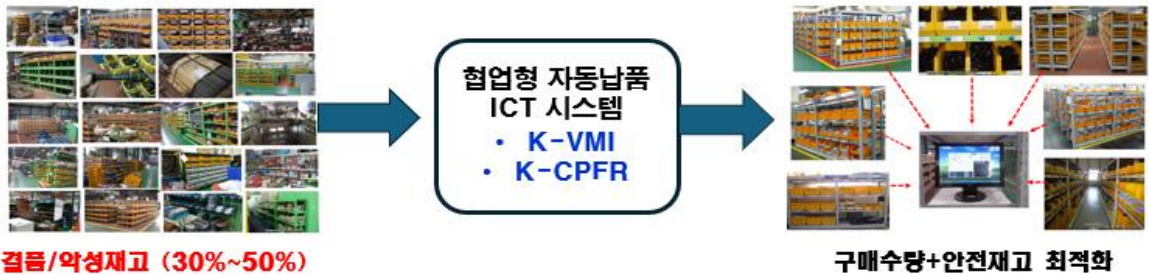 협업형 자동납품
ICT 시스템
• K-VMI
• K-CPFR
결품/악성재고 (30%~50%)
구매수량+안전재고 최적화